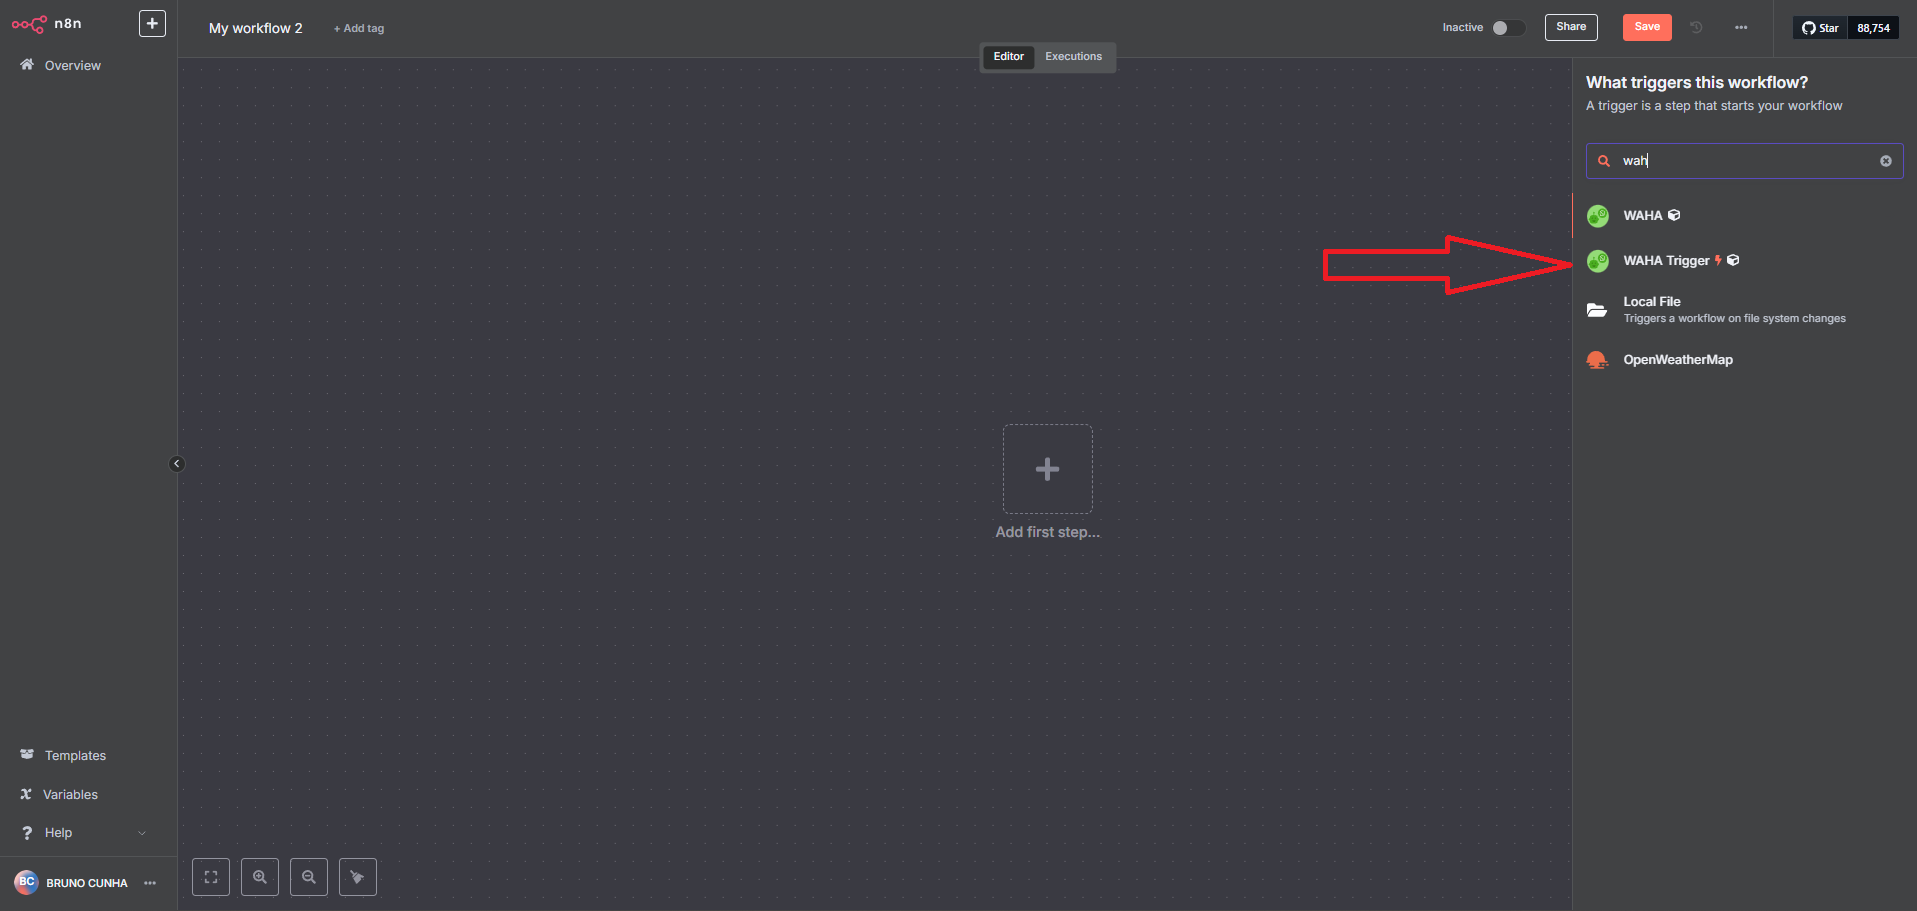 n8n
Overview
My workflow 2
+ Add tag
Inactive
Share
Save
Star
88,754
Editor
Executions
What triggers this workflow?
A trigger is a step that starts your workflow
wah
WAHA
WAHA Trigger
Local File
Triggers a workflow on file system changes
OpenWeatherMap
Add first step...
Templates
Variables
Help
BC
BRUNO CUNHA